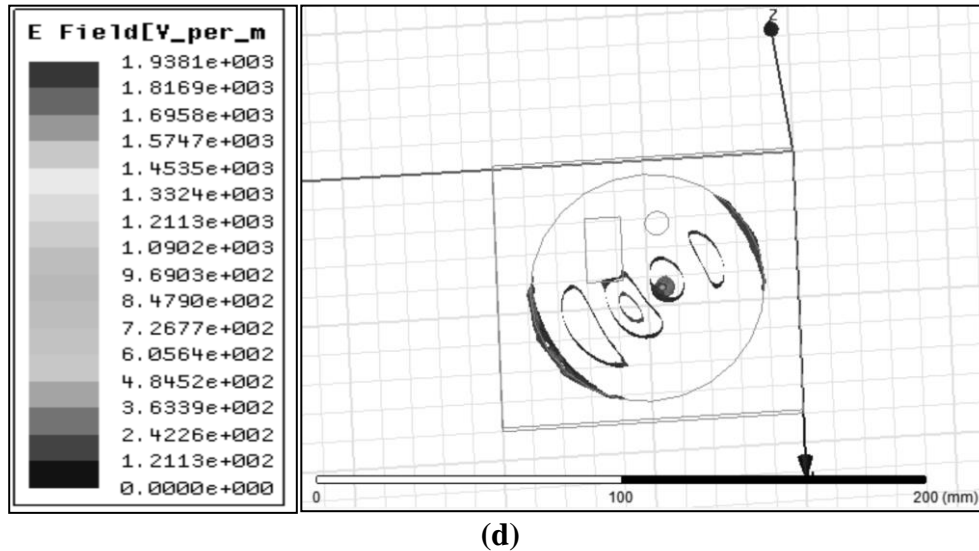 E Field[V_per_m
1.9381e+003
1.8169e+003
1.6958e+003
1.5747e+003
1.4535e+003
1.3324e+003
1.2113e+003
1.0902e+003
9.6903e+002
8.4790e+002
7.2677e+002
6.0564e+002
4.8452e+002
3.6339e+002
2.4226e+002
1.2113e+002
0.0000e+000
Z
0 100 200 (mm)
(d)